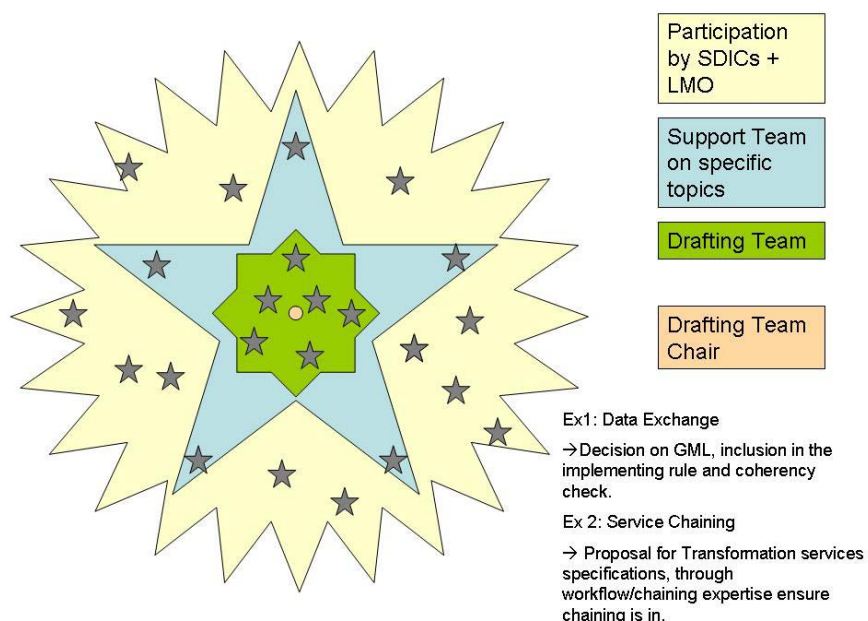 Participation
by SDICs +
LMO
Support Team
on specific
topics
Drafting Team
Drafting Team
Chair
Ex1: Data Exchange
→Decision on GML, inclusion in the
implementing rule and coherency
check.
Ex 2: Service Chaining
→ Proposal for Transformation services
specifications, through
workflow/chaining expertise ensure
chaining is in.